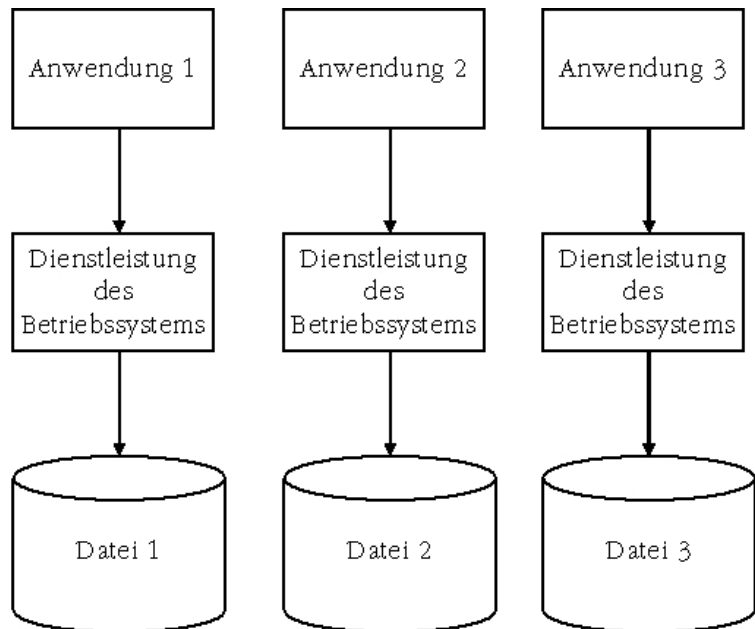 Anwendung 1
Anwendung 2
Anwendung 3
Dienstleistung
des
Betriebssystems
Dienstleistung
des
Betriebssystems
Dienstleistung
des
Betriebssystems
Datei 1
Datei 2
Datei 3